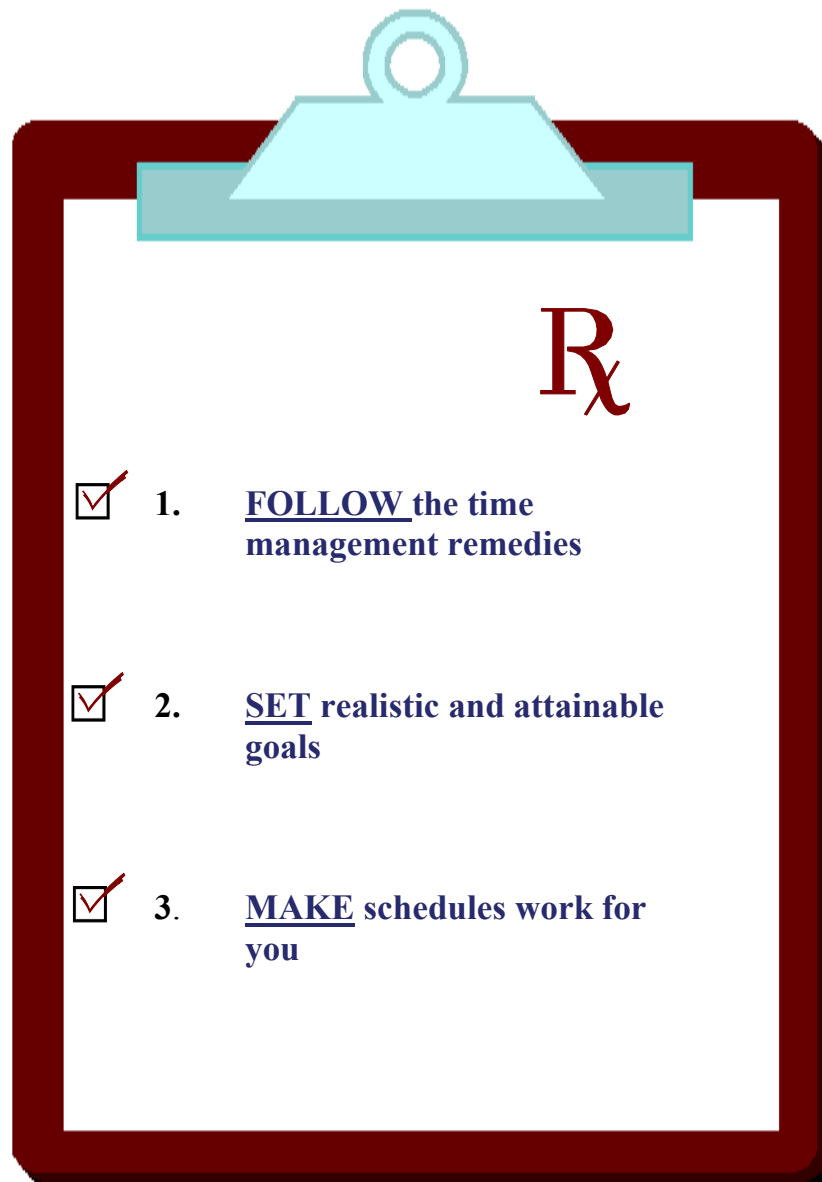 ℞
1. FOLLOW the time
management remedies
2. SET realistic and attainable
goals
3. MAKE schedules work for
you